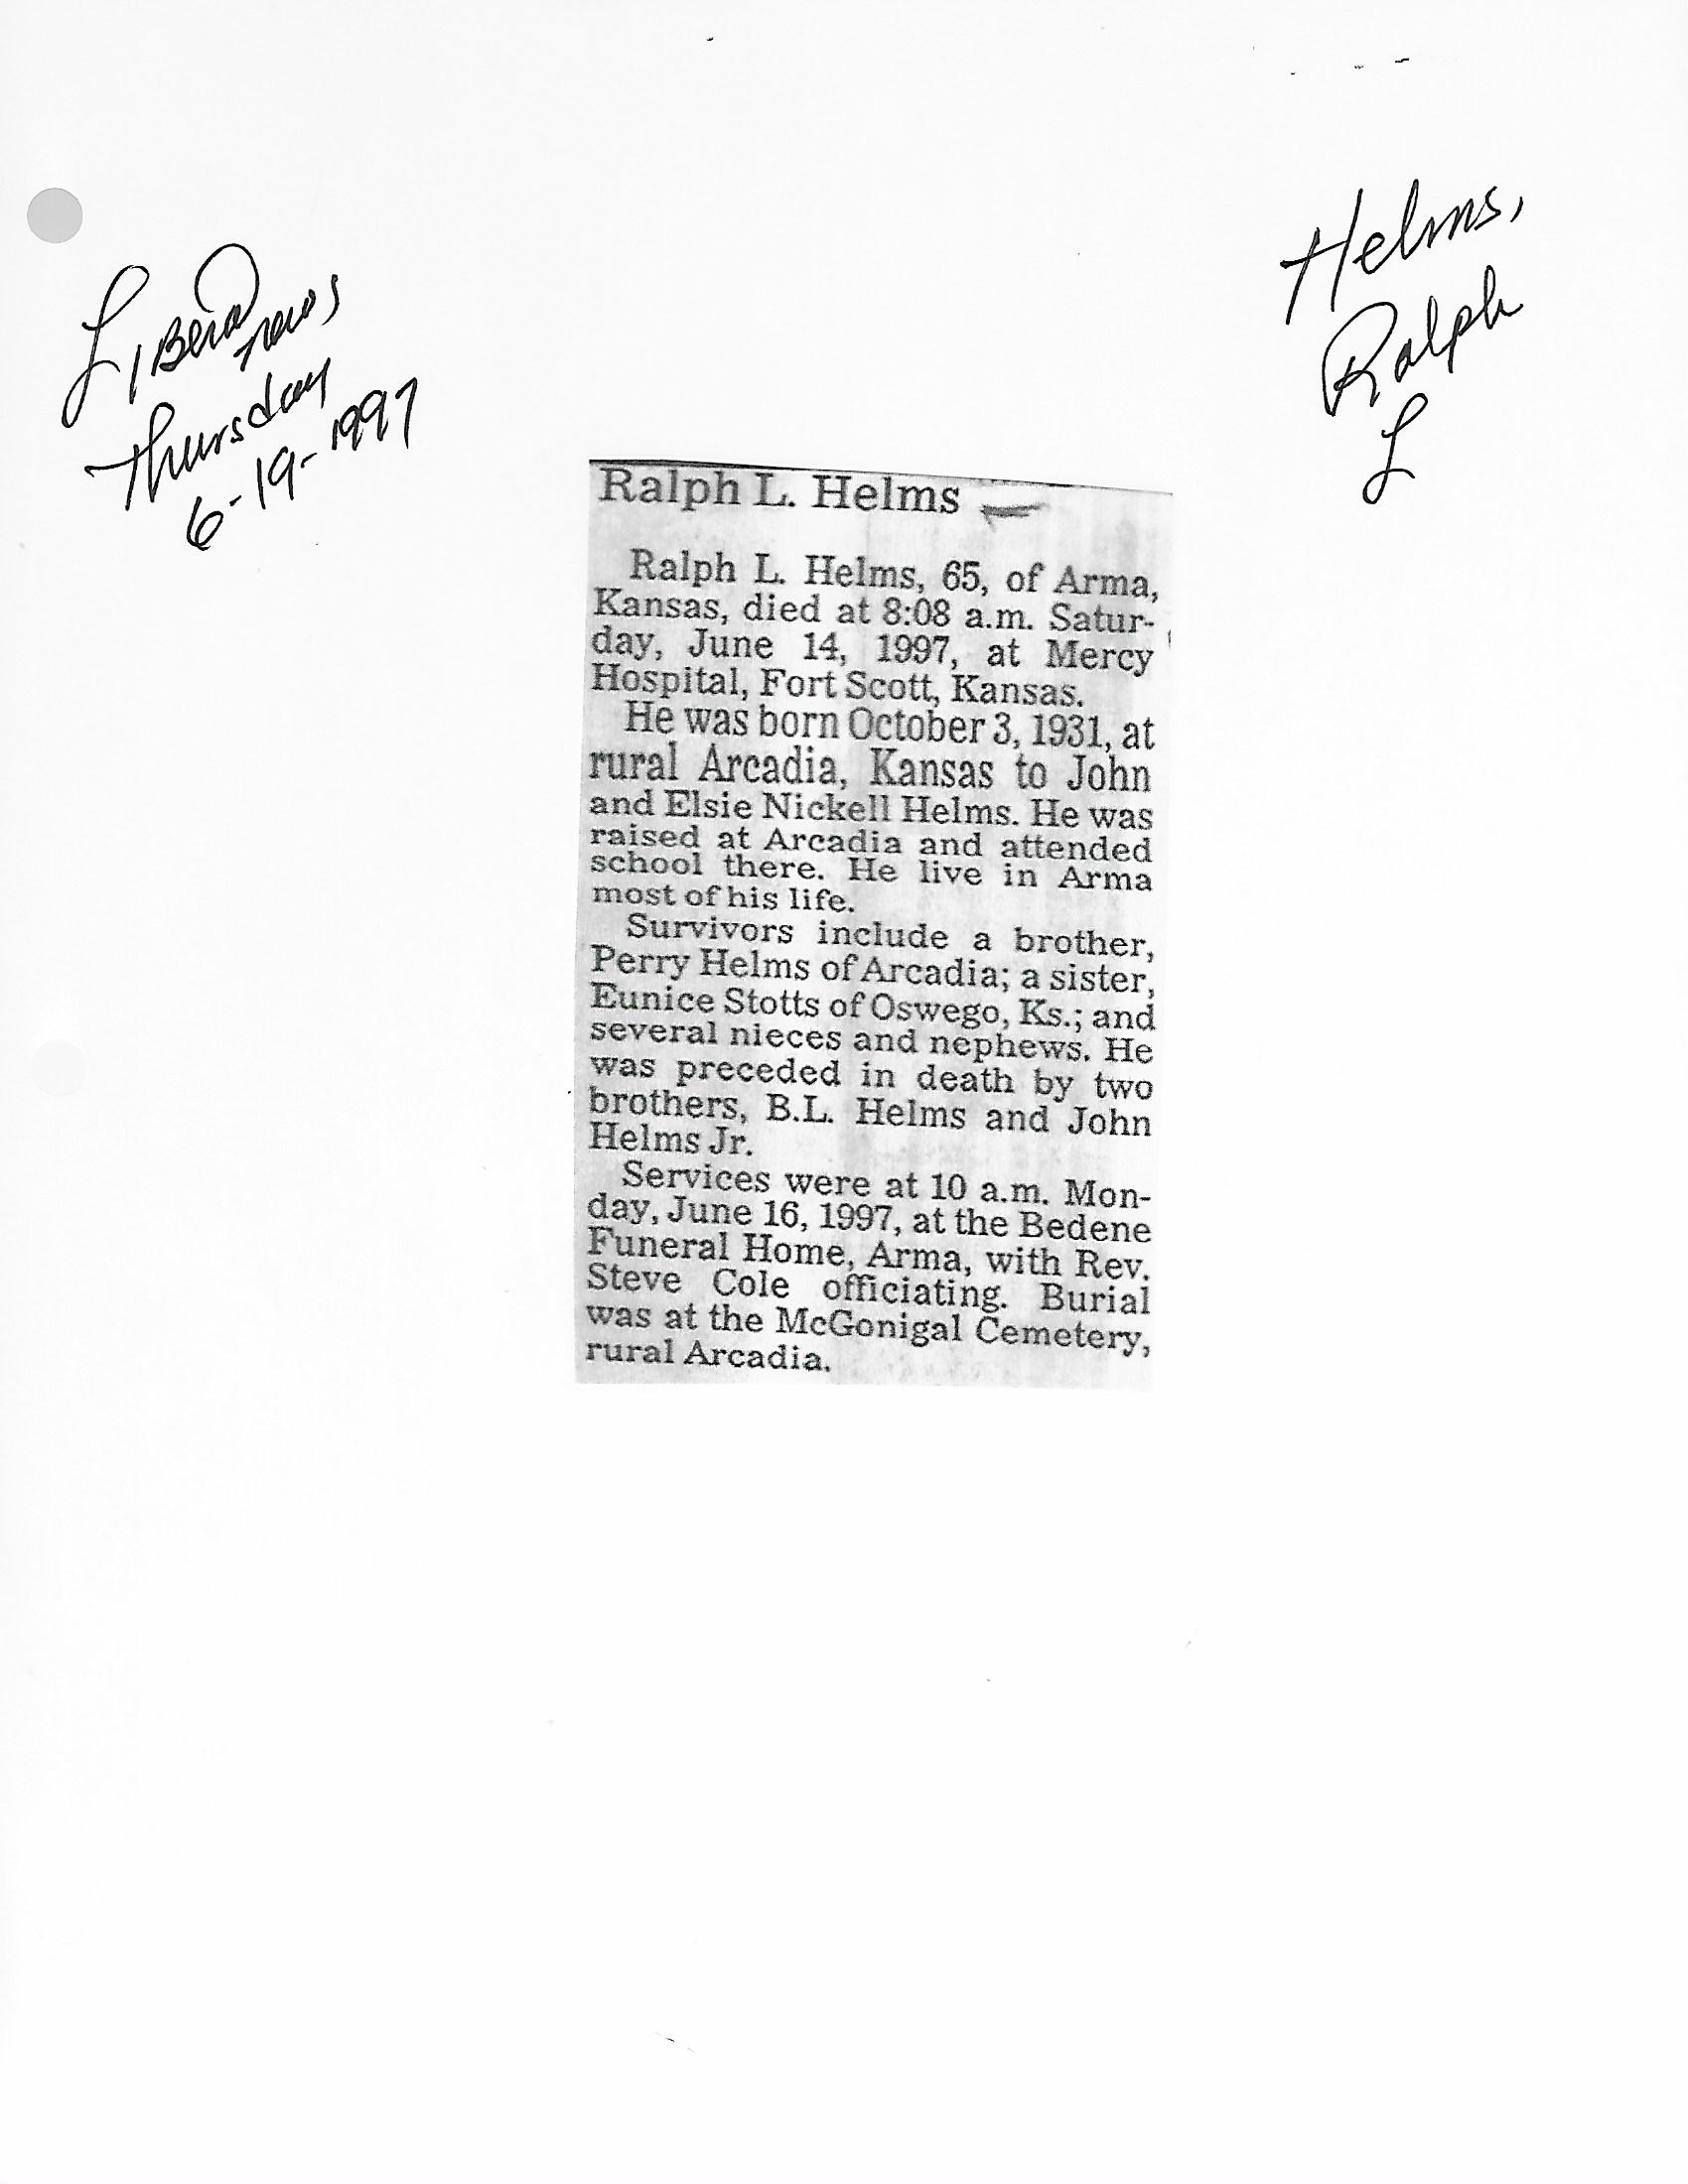 Liberal
News
Thursday
6-19-1997
Helms,
Ralph
L
Ralph L. Helms
Ralph L. Helms, 65, of Arma,
Kansas, died at 8:08 a.m. Satur-
day, June 14, 1997, at Mercy
Hospital, Fort Scott, Kansas.
He was born October 3, 1931, at
rural Arcadia, Kansas to John
and Elsie Nickell Helms. He was
raised at Arcadia and attended
school there. He live in Arma
most of his life.
Survivors include a brother,
Perry Helms of Arcadia; a sister,
Eunice Stotts of Oswego, Ks.; and
several nieces and nephews. He
was preceded in death by two
brothers, B.L. Helms and John
Helms Jr.
Services were at 10 a.m. Mon-
day, June 16, 1997, at the Bedene
Funeral Home, Arma, with Rev.
Steve Cole officiating. Burial
was at the McGonigal Cemetery,
rural Arcadia.